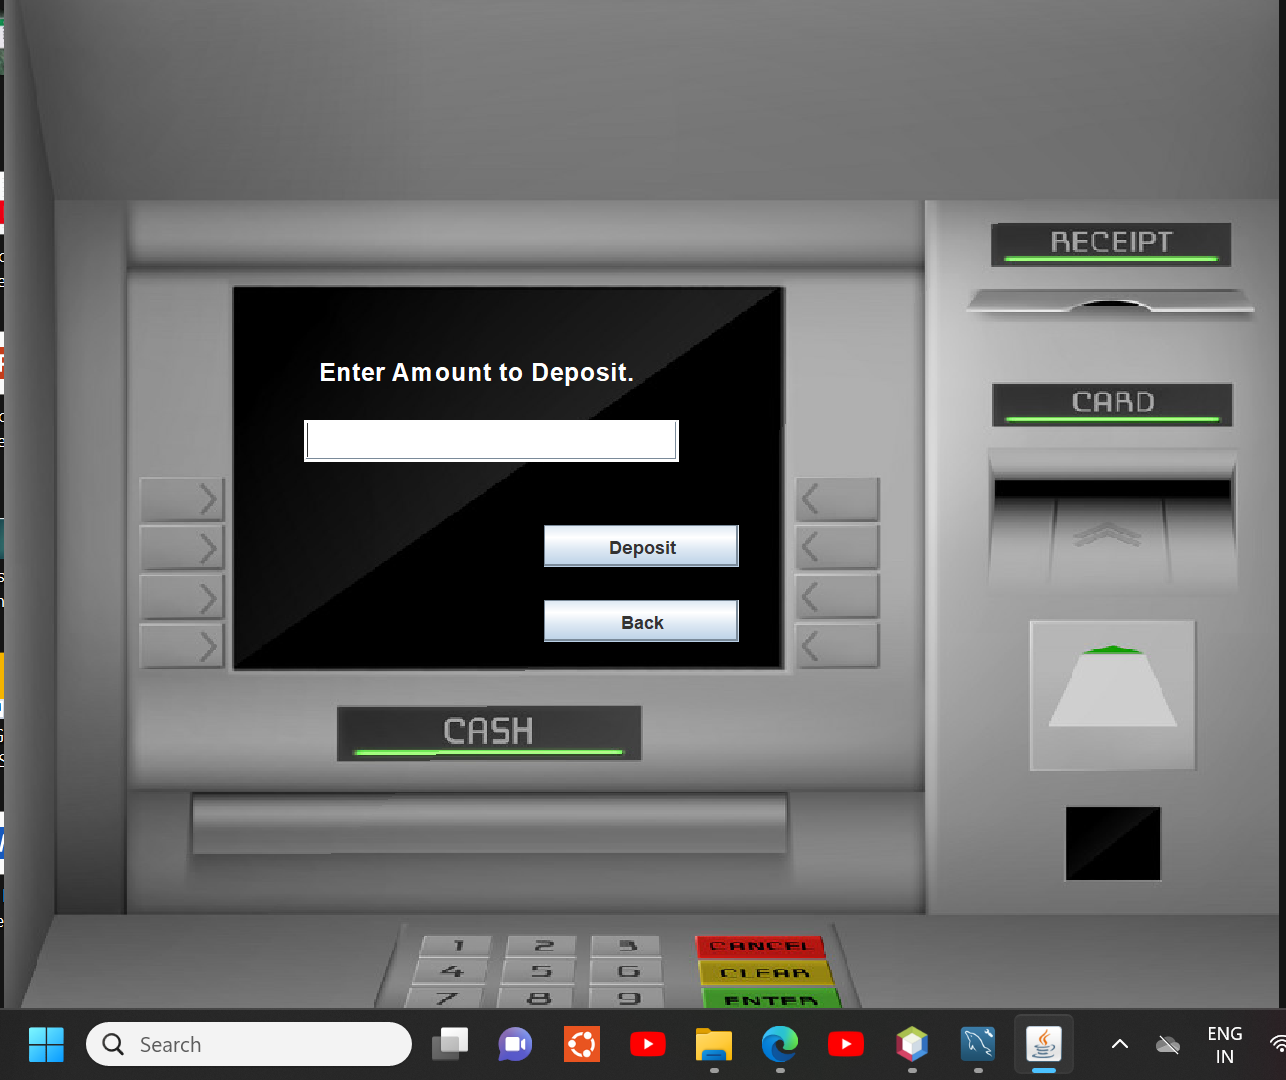 RECEIPT
Enter Amount to Deposit.
CARD
Deposit
Back
CASH
1 2 3 CANCEL
4 5 6 CLEAR
7 8 9 ENTER
Search
ENG
IN